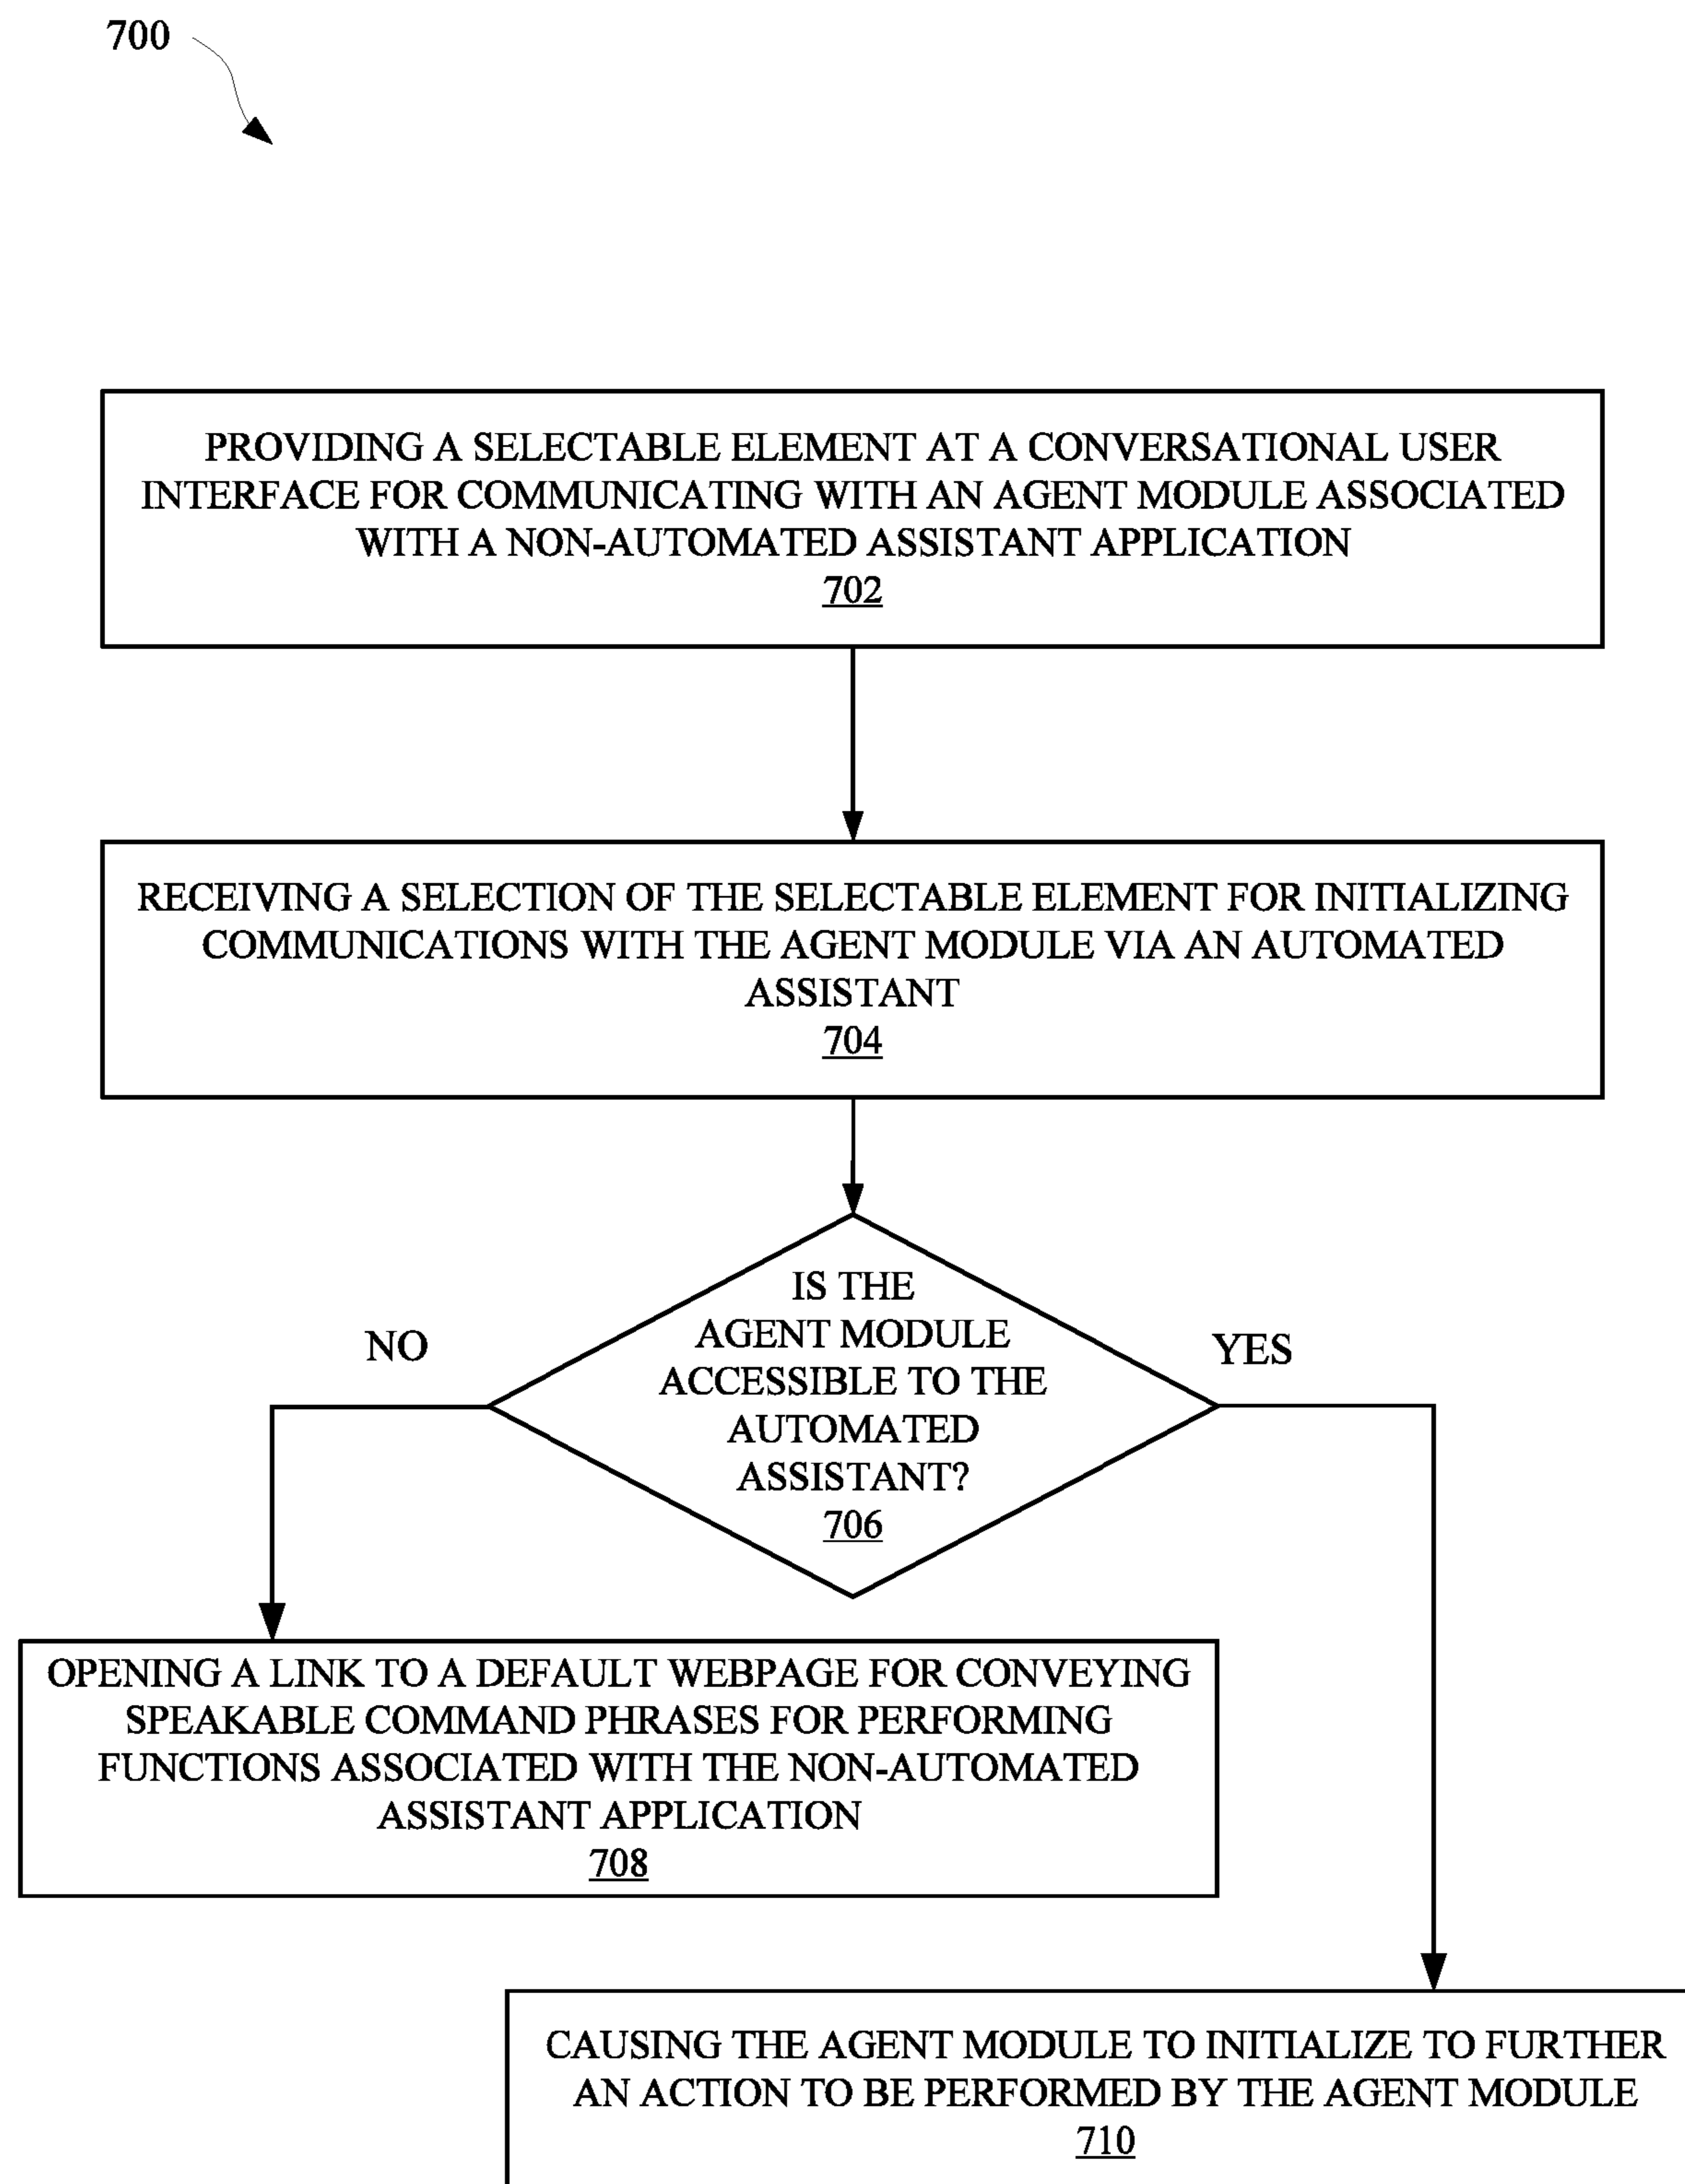 700
PROVIDING A SELECTABLE ELEMENT AT A CONVERSATIONAL USER
INTERFACE FOR COMMUNICATING WITH AN AGENT MODULE ASSOCIATED
WITH A NON-AUTOMATED ASSISTANT APPLICATION
702
RECEIVING A SELECTION OF THE SELECTABLE ELEMENT FOR INITIALIZING
COMMUNICATIONS WITH THE AGENT MODULE VIA AN AUTOMATED
ASSISTANT
704
IS THE
AGENT MODULE
ACCESSIBLE TO THE
AUTOMATED
ASSISTANT?
706
NO
YES
OPENING A LINK TO A DEFAULT WEBPAGE FOR CONVEYING
SPEAKABLE COMMAND PHRASES FOR PERFORMING
FUNCTIONS ASSOCIATED WITH THE NON-AUTOMATED
ASSISTANT APPLICATION
708
CAUSING THE AGENT MODULE TO INITIALIZE TO FURTHER
AN ACTION TO BE PERFORMED BY THE AGENT MODULE
710